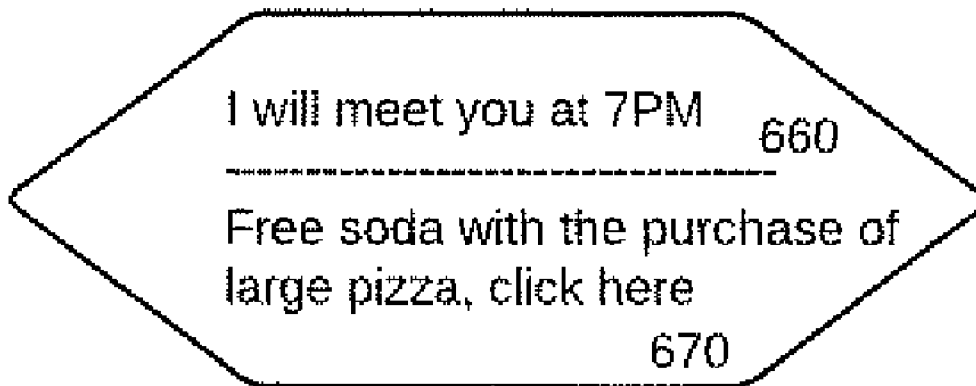 I will meet you at 7PM
660
Free soda with the purchase of
large pizza, click here
670